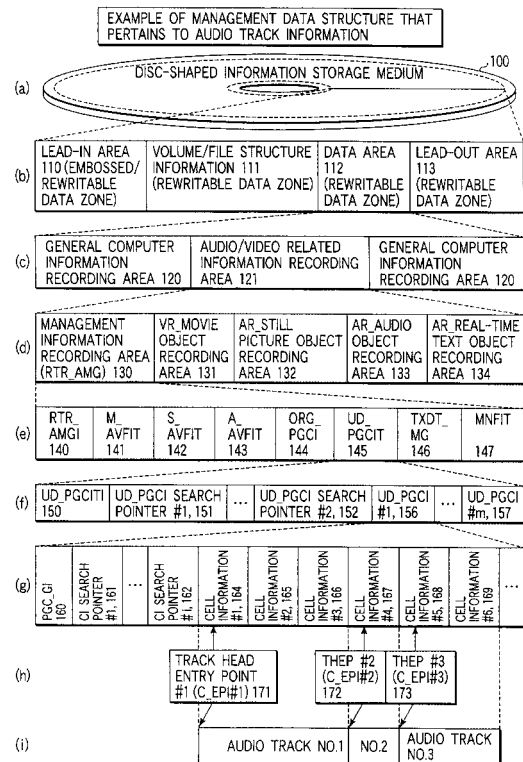 EXAMPLE OF MANAGEMENT DATA STRUCTURE THAT
PERTAINS TO AUDIO TRACK INFORMATION
100
(a)
DISC-SHAPED INFORMATION STORAGE MEDIUM
(b)
LEAD-IN AREA
110 (EMBOSSED/
REWRITABLE
DATA ZONE)
VOLUME/FILE STRUCTURE
INFORMATION 111
(REWRITABLE DATA ZONE)
DATA AREA
112
(REWRITABLE
DATA ZONE)
LEAD-OUT AREA
113
(REWRITABLE
DATA ZONE)
(c)
GENERAL COMPUTER
INFORMATION
RECORDING AREA 120
AUDIO/VIDEO RELATED
INFORMATION RECORDING
AREA 121
GENERAL COMPUTER
INFORMATION
RECORDING AREA 120
(d)
MANAGEMENT
INFORMATION
RECORDING AREA
(RTR_AMG) 130
VR_MOVIE
OBJECT
RECORDING
AREA 131
AR_STILL
PICTURE OBJECT
RECORDING
AREA 132
AR_AUDIO
OBJECT
RECORDING
AREA 133
AR_REAL-TIME
TEXT OBJECT
RECORDING
AREA 134
(e)
RTR_
AMGI
140
M_
AVFIT
141
S_
AVFIT
142
A_
AVFIT
143
ORG_
PGCI
144
UD_
PGCIT
145
TXDT_
MG
146
MNFIT
147
(f)
UD_PGCITI
150
UD_PGCI SEARCH
POINTER #1, 151
...
UD_PGCI SEARCH
POINTER #2, 152
UD_PGCI
#1, 156
...
UD_PGCI
#m, 157
(g)
PGC_GI
160
CI SEARCH
POINTER
#1, 161
...
CI SEARCH
POINTER
#i, 162
CELL
INFORMATION
#1, 164
CELL
INFORMATION
#2, 165
CELL
INFORMATION
#3, 166
CELL
INFORMATION
#4, 167
CELL
INFORMATION
#5, 168
CELL
INFORMATION
#6, 169
...
(h)
TRACK HEAD
ENTRY POINT
#1 (C_EPI#1) 171
THEP #2
(C_EPI#2)
172
THEP #3
(C_EPI#3)
173
(i)
AUDIO TRACK NO.1
NO.2
AUDIO TRACK
NO.3